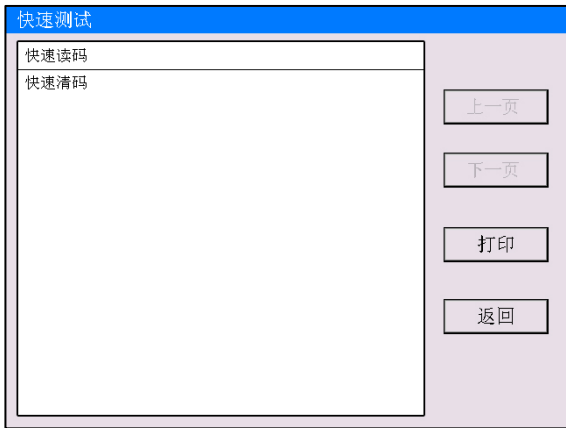 快速测试
快速读码
快速清码
上一页
下一页
打印
返回